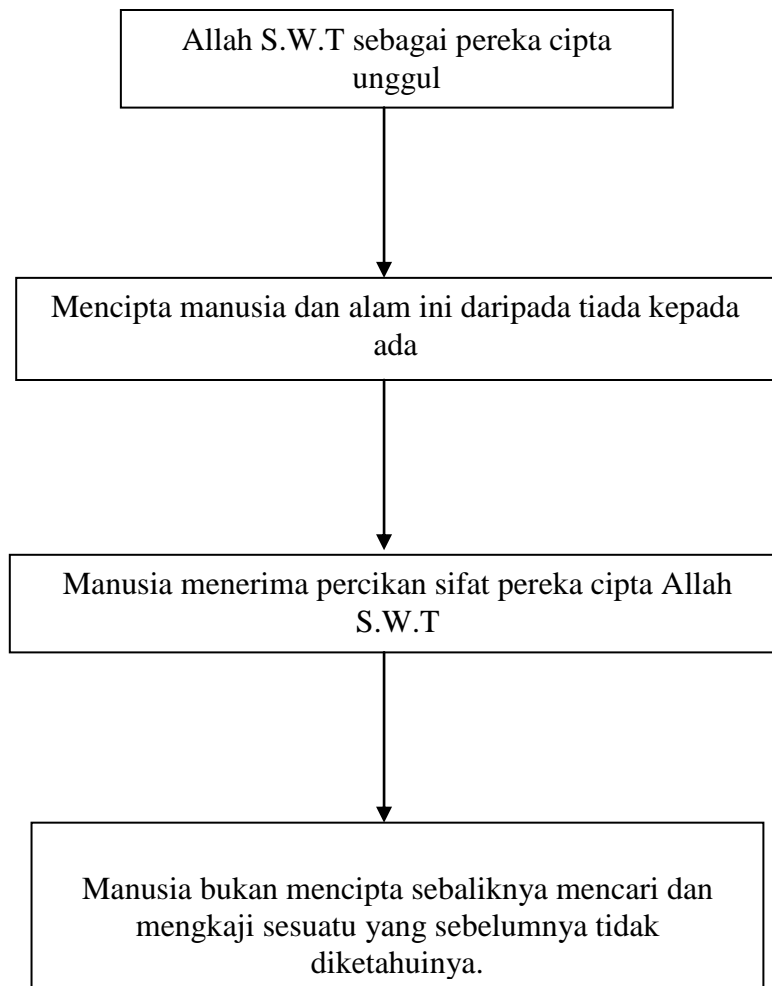 Allah S.W.T sebagai pereka cipta
unggul
Mencipta manusia dan alam ini daripada tiada kepada
ada
Manusia menerima percikan sifat pereka cipta Allah
S.W.T
Manusia bukan mencipta sebaliknya mencari dan
mengkaji sesuatu yang sebelumnya tidak
diketahuinya.